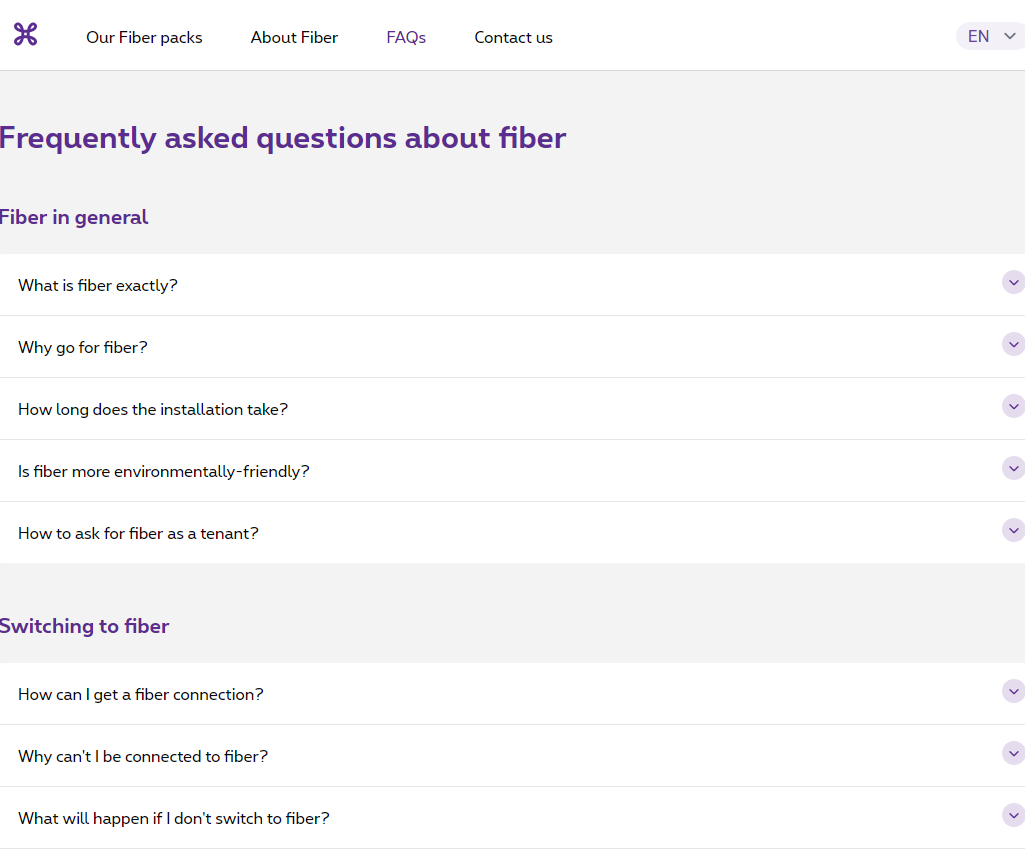 Our Fiber packs About Fiber FAQs Contact us EN
Frequently asked questions about fiber
Fiber in general
What is fiber exactly?
Why go for fiber?
How long does the installation take?
Is fiber more environmentally-friendly?
How to ask for fiber as a tenant?
Switching to fiber
How can I get a fiber connection?
Why can't I be connected to fiber?
What will happen if I don't switch to fiber?